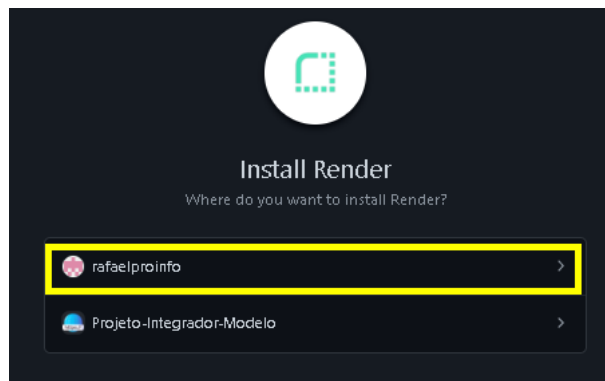 Install Render
Where do you want to install Render?
rafaelproinfo
Projeto-Integrador-Modelo